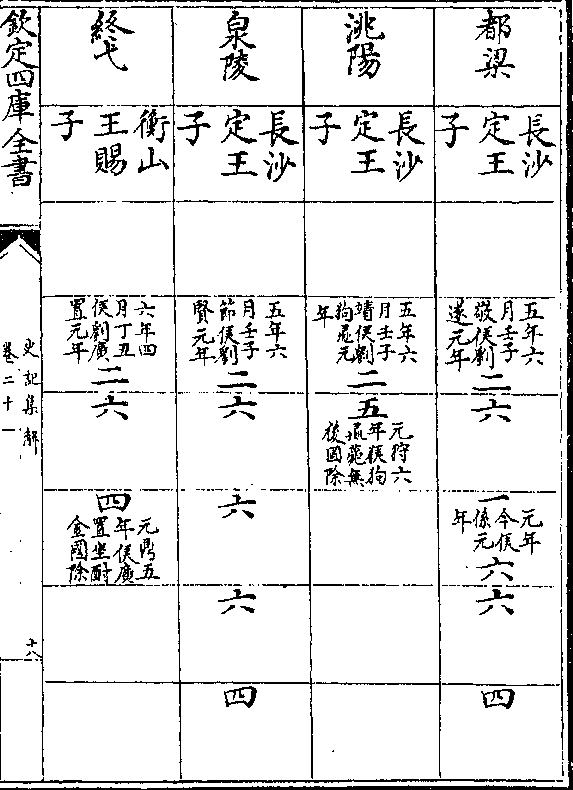 都梁
長沙
定王
子
五年六
月壬子
敬侯劉
遂元年
二
六
一
元年
今侯
係元
年
六
六
四
洮陽
長沙
定王
子
五年六
月壬子
靖侯劉
狗彘元
年
二
五
元狩六
年侯狗
彘薨無
後國除
泉陵
長沙
定王
子
五年六
月壬子
節侯劉
賢元年
二
六
六
六
四
終弋
衡山
王賜
子
六年四
月丁丑
侯劉廣
置元年
二
六
四
元鼎五
年侯廣
置坐酎
金國除
欽定四庫全書
史記集解
卷二十一
十八